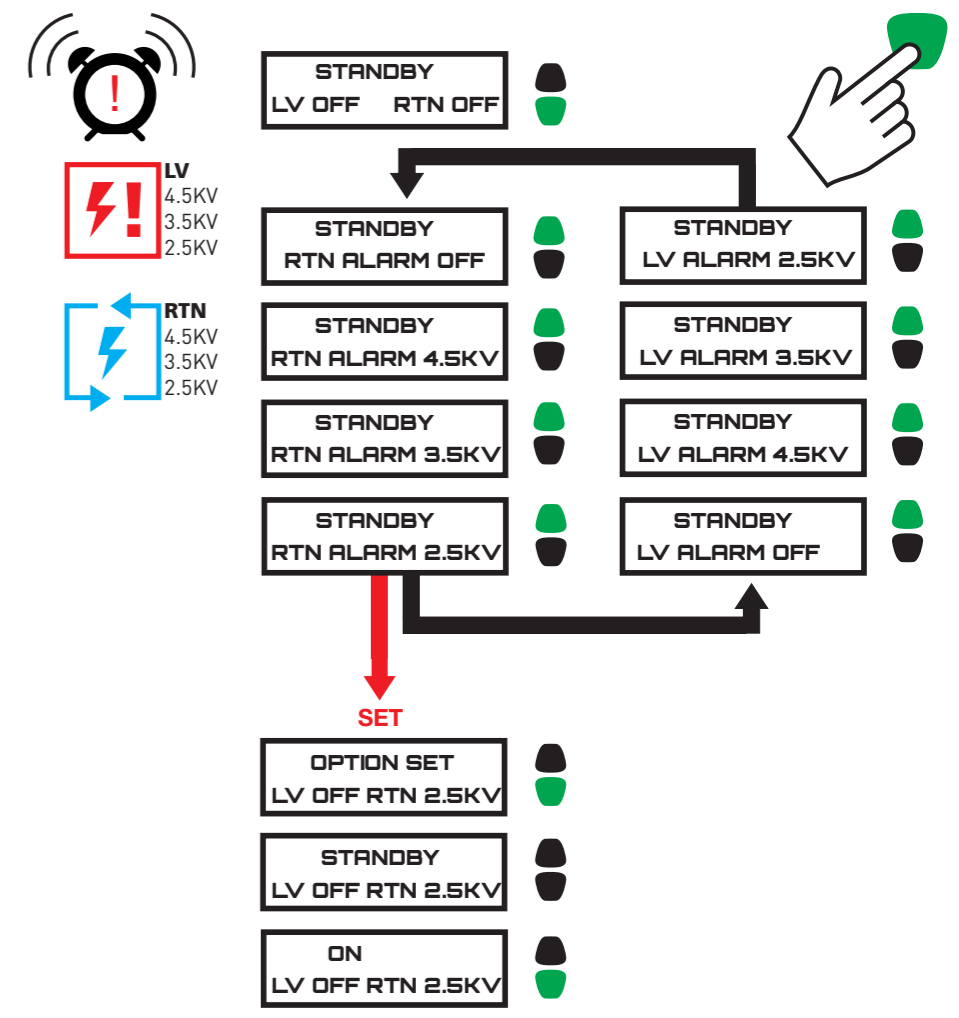 !
STANDBY
LV OFF RTN OFF
LV
4.5KV
3.5KV
2.5KV
!
RTN
4.5KV
3.5KV
2.5KV
STANDBY
RTN ALARM OFF
STANDBY
RTN ALARM 4.5KV
STANDBY
RTN ALARM 3.5KV
STANDBY
RTN ALARM 2.5KV
STANDBY
LV ALARM 2.5KV
STANDBY
LV ALARM 3.5KV
STANDBY
LV ALARM 4.5KV
STANDBY
LV ALARM OFF
SET
OPTION SET
LV OFF RTN 2.5KV
STANDBY
LV OFF RTN 2.5KV
ON
LV OFF RTN 2.5KV